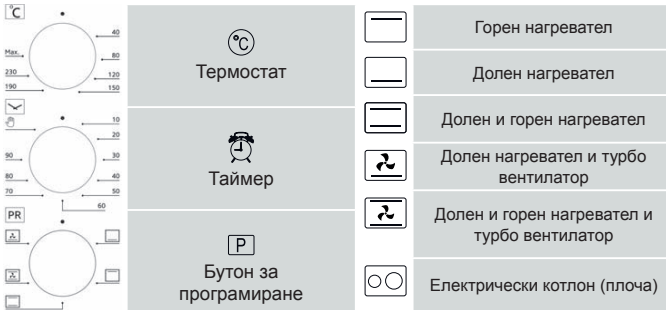 °C
40
Max.
80
230
120
190
150
°C
Термостат
10
20
90
30
80
40
70
50
60
Таймер
PR
P
Бутон за
програмиране
Горен нагревател
Долен нагревател
Долен и горен нагревател
Долен нагревател и турбо
вентилатор
Долен и горен нагревател и
турбо вентилатор
Електрически котлон (плоча)